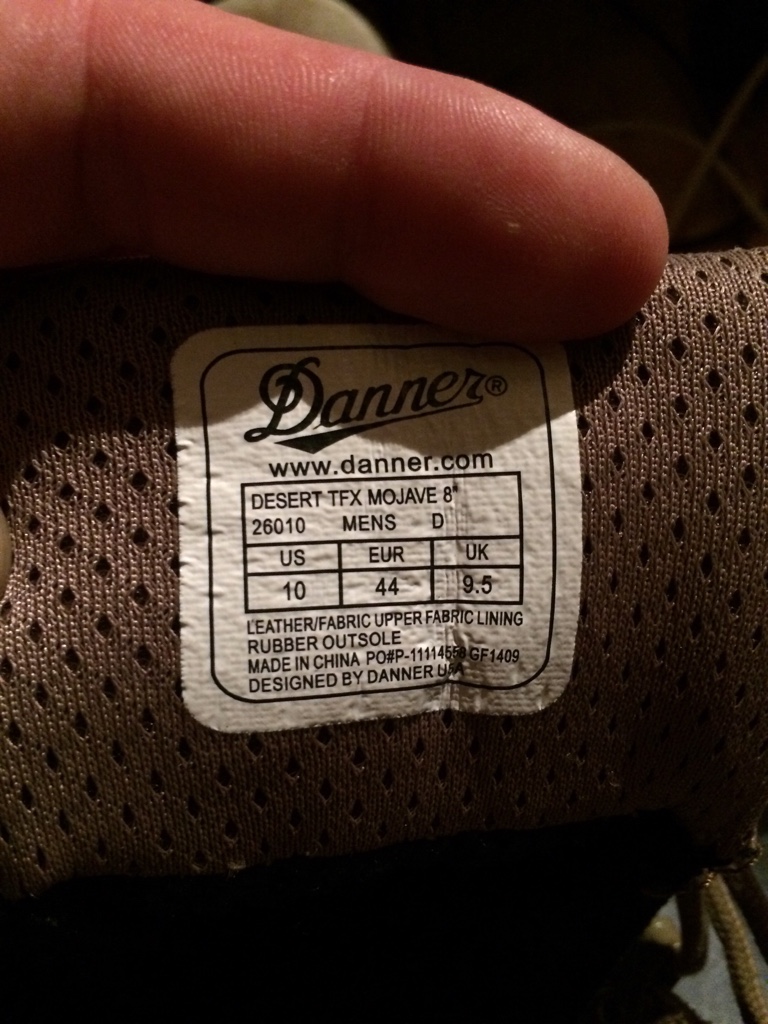 Danner®
www.danner.com
DESERT TFX MOJAVE 8"
26010 MENS D
US EUR UK
10 44 9.5
LEATHER/FABRIC UPPER FABRIC LINING
RUBBER OUTSOLE
MADE IN CHINA GF1409
DESIGNED BY DANNER USA